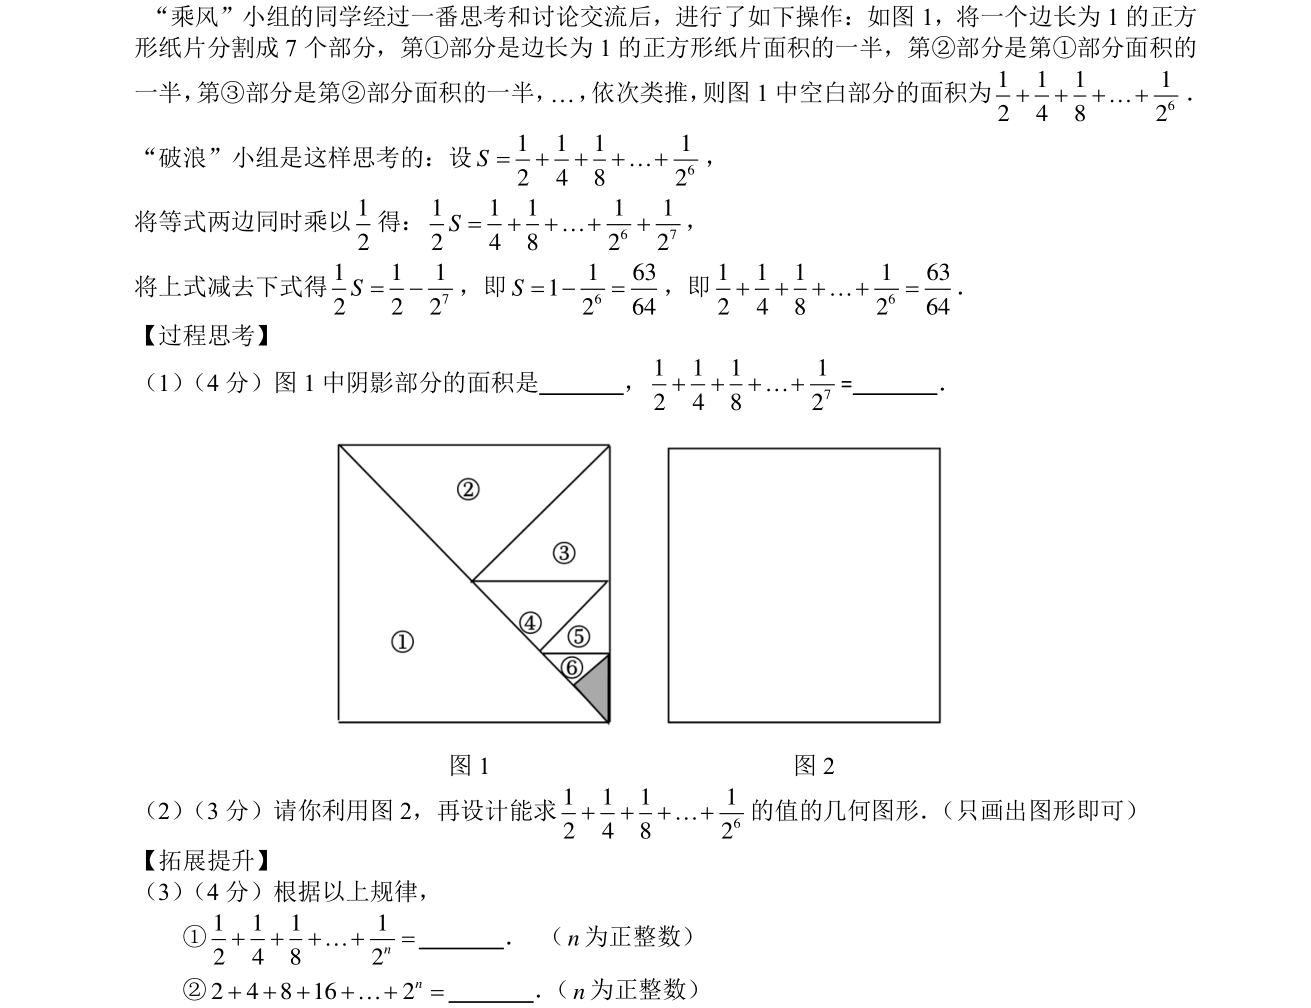 “乘风”小组的同学经过一番思考和讨论交流后，进行了如下操作：如图 1，将一个边长为 1 的正方
形纸片分割成 7 个部分，第①部分是边长为 1 的正方形纸片面积的一半，第②部分是第①部分面积的
一半，第③部分是第②部分面积的一半，…，依次类推，则图 1 中空白部分的面积为 1/2+1/4+1/8+…+1/2^6．
“破浪”小组是这样思考的：设 S=1/2+1/4+1/8+…+1/2^6，
将等式两边同时乘以 1/2 得：1/2 S=1/4+1/8+…+1/2^6+1/2^7，
将上式减去下式得 1/2 S=1/2−1/2^7，即 S=1−1/2^6=63/64，即 1/2+1/4+1/8+…+1/2^6=63/64．
【过程思考】
（1）（4 分）图 1 中阴影部分的面积是_______，1/2+1/4+1/8+…+1/2^7=_______．
②
③
④
⑤
①
⑥
图 1
图 2
（2）（3 分）请你利用图 2，再设计能求 1/2+1/4+1/8+…+1/2^6 的值的几何图形．（只画出图形即可）
【拓展提升】
（3）（4 分）根据以上规律，
①1/2+1/4+1/8+…+1/2^n=_______． （n 为正整数）
②2+4+8+16+…+2^n=_______．（n 为正整数）